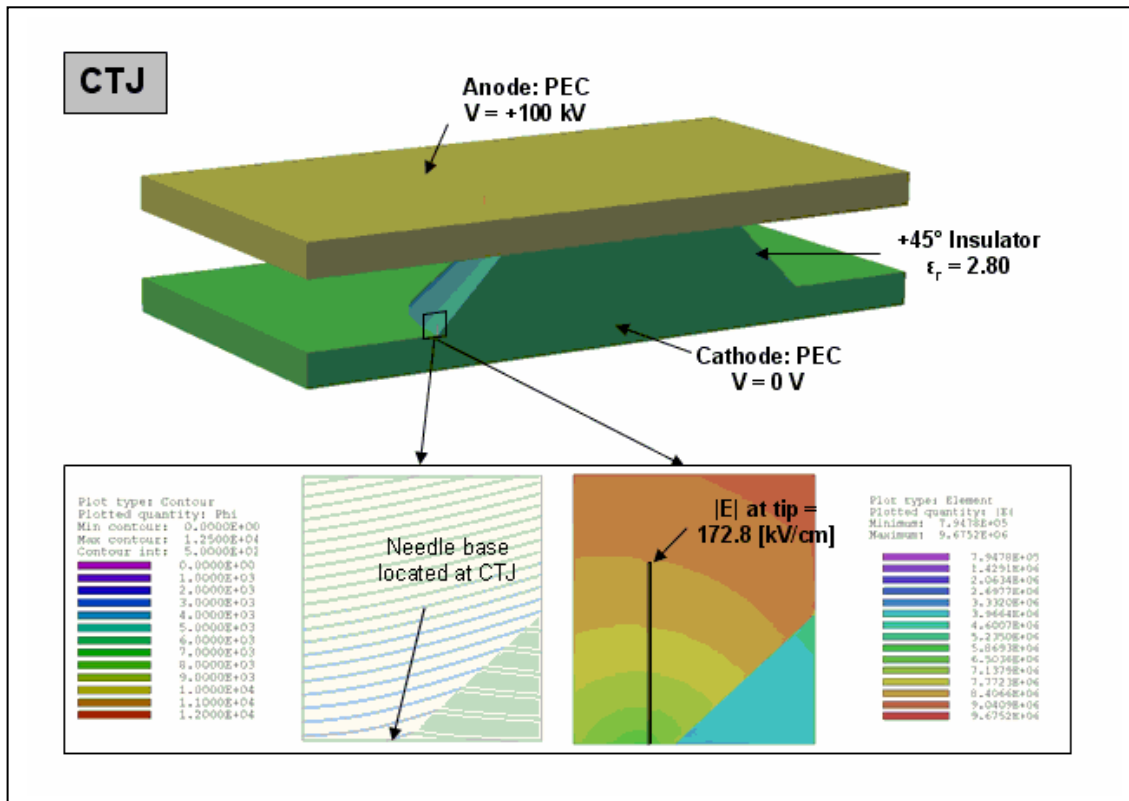 CTJ
Anode: PEC
V = +100 kV
+45° Insulator
εr = 2.80
Cathode: PEC
V = 0 V
Plot type: Contour
Plotted quantity: Phi
Min contour: 0.0000E+00
Max contour: 1.2500E+04
Contour int: 5.0000E+02
0.0000E+00
1.0000E+03
2.0000E+03
3.0000E+03
4.0000E+03
5.0000E+03
6.0000E+03
7.0000E+03
8.0000E+03
9.0000E+03
1.0000E+04
1.1000E+04
1.2000E+04
Needle base
located at CTJ
|E| at tip =
172.8 [kV/cm]
Plot type: Element
Plotted quantity: |E|
Minimum: 7.9478E+05
Maximum: 9.6752E+06
7.9478E+05
1.4291E+06
2.0634E+06
2.6977E+06
3.3320E+06
3.9664E+06
4.6007E+06
5.2350E+06
5.8693E+06
6.5036E+06
7.1379E+06
7.7723E+06
8.4066E+06
9.0409E+06
9.6752E+06